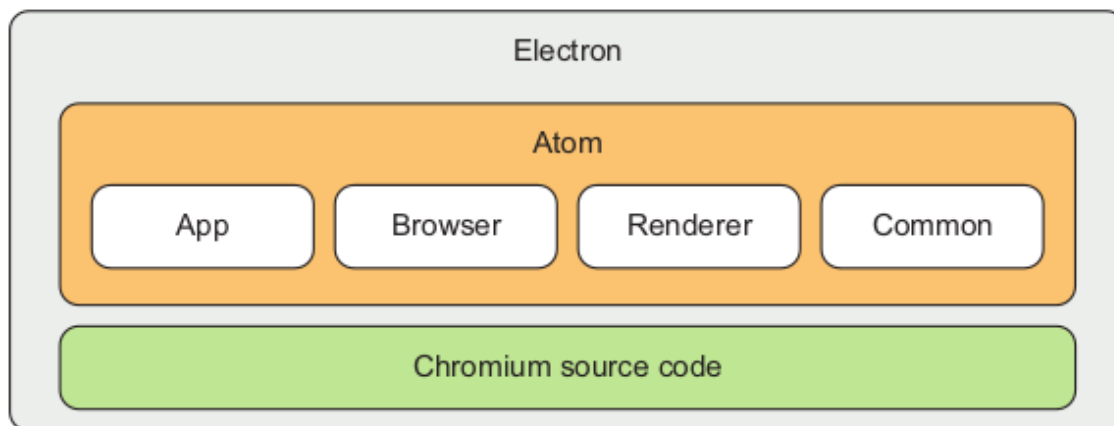 Electron
Atom
App Browser Renderer Common
Chromium source code